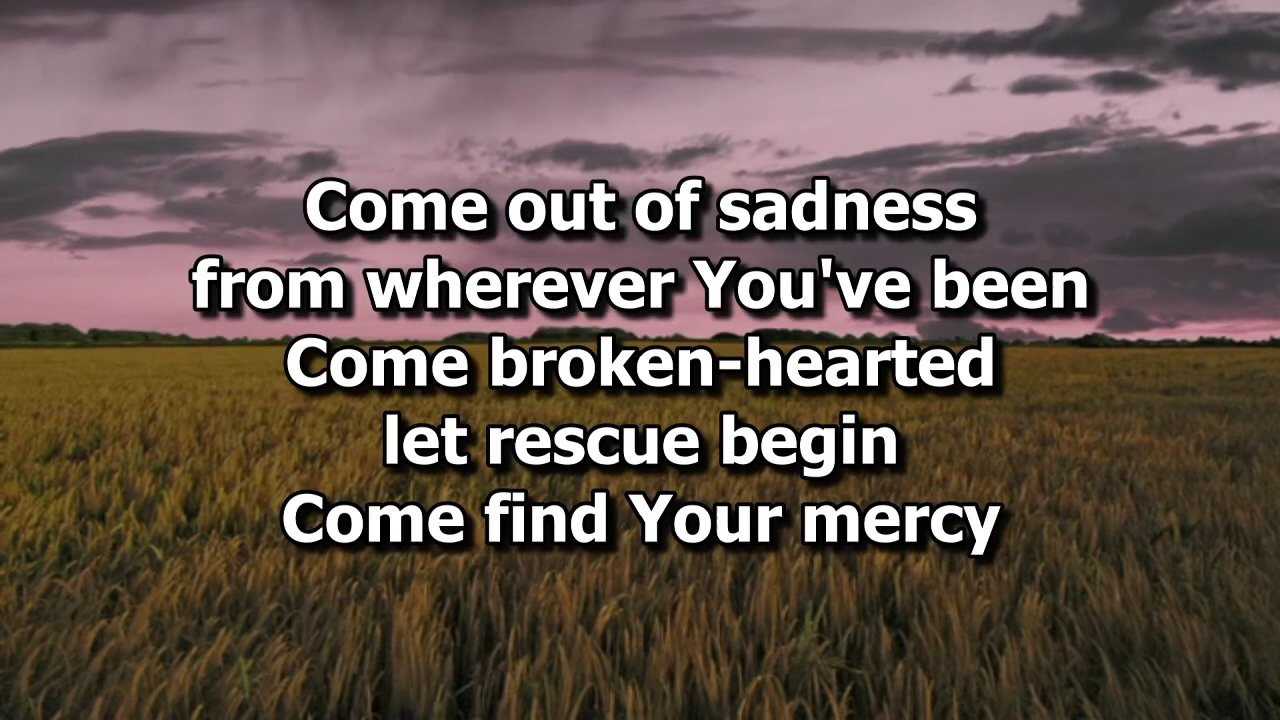 Come out of sadness
from wherever You've been
Come broken-hearted
let rescue begin
Come find Your mercy